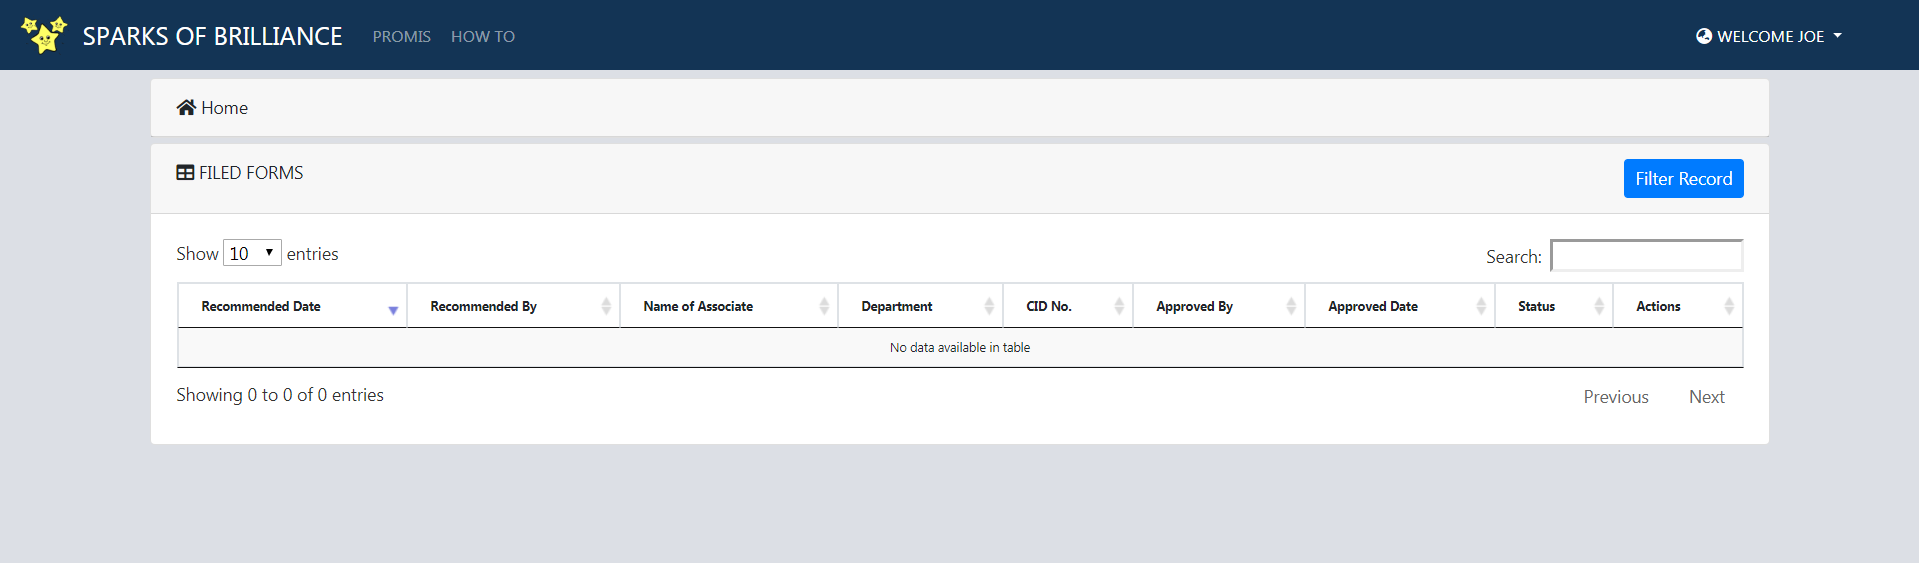 SPARKS OF BRILLIANCE PROMIS HOW TO WELCOME JOE
Home
FILED FORMS Filter Record
Show 10 entries Search:
Recommended Date Recommended By Name of Associate Department CID No. Approved By Approved Date Status Actions
No data available in table
Showing 0 to 0 of 0 entries Previous Next